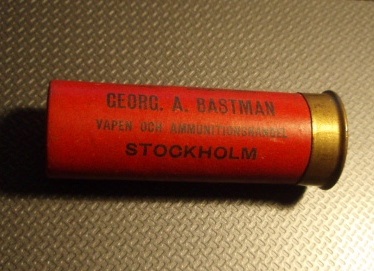 GEORG. A. BASTMAN
VAPEN OCH AMMUNITIONSHANDEL
STOCKHOLM.